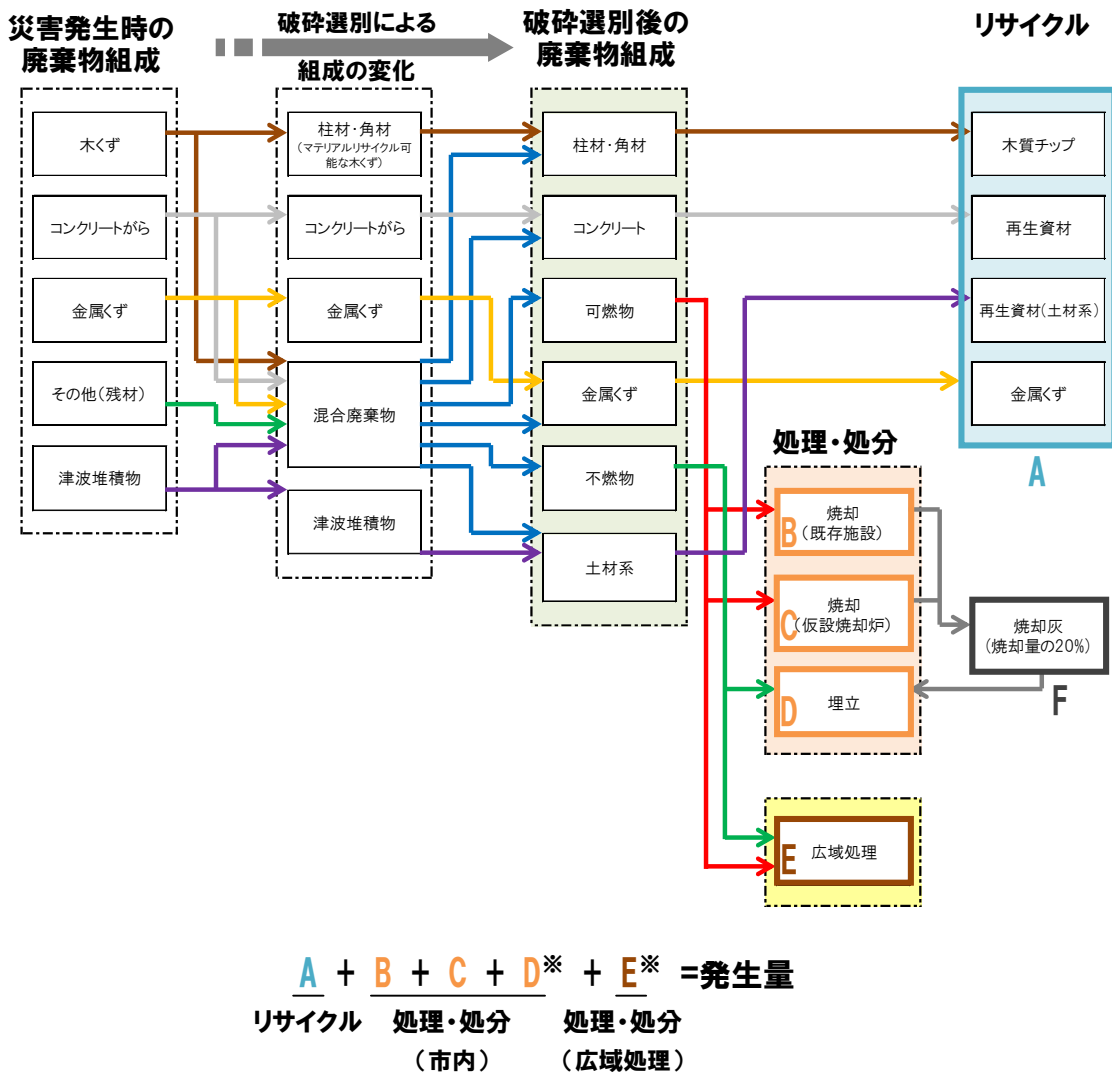 災害発生時の
廃棄物組成
破砕選別による
組成の変化
破砕選別後の
廃棄物組成
リサイクル
木くず
コンクリートがら
金属くず
その他(残材)
津波堆積物
柱材・角材
(マテリアルリサイクル可
能な木くず)
コンクリートがら
金属くず
混合廃棄物
津波堆積物
柱材・角材
コンクリート
可燃物
金属くず
不燃物
土材系
木質チップ
再生資材
再生資材(土材系)
金属くず
A
処理・処分
B
焼却
(既存施設)
C
焼却
(仮設焼却炉)
D
埋立
焼却灰
(焼却量の20%)
F
E
広域処理
A + B + C + D※ + E※ =発生量
リサイクル 処理・処分 処理・処分
(市内) (広域処理)